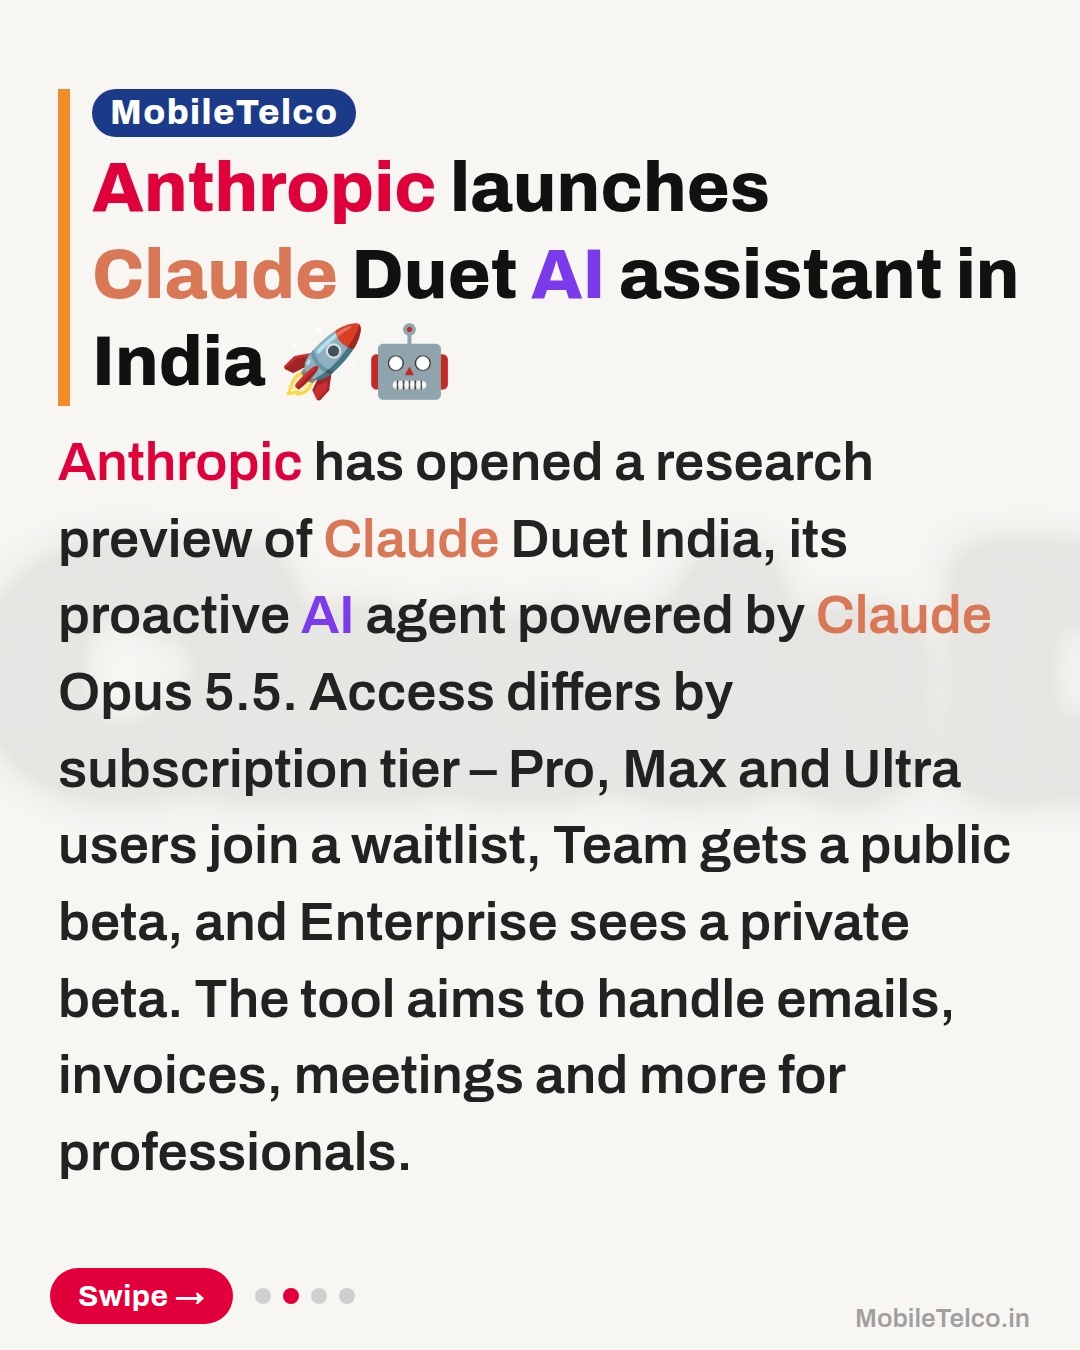 MobileTelco
Anthropic launches
Claude Duet AI assistant in
India 🚀🤖
Anthropic has opened a research
preview of Claude Duet India, its
proactive AI agent powered by Claude
Opus 5.5. Access differs by
subscription tier – Pro, Max and Ultra
users join a waitlist, Team gets a public
beta, and Enterprise sees a private
beta. The tool aims to handle emails,
invoices, meetings and more for
professionals.
Swipe →
MobileTelco.in